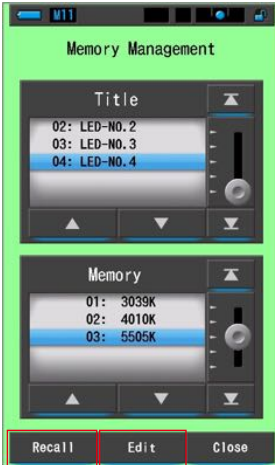 M11
Memory Management
Title
02: LED-NO.2
03: LED-NO.3
04: LED-NO.4
Memory
01: 3039K
02: 4010K
03: 5505K
Recall Edit Close